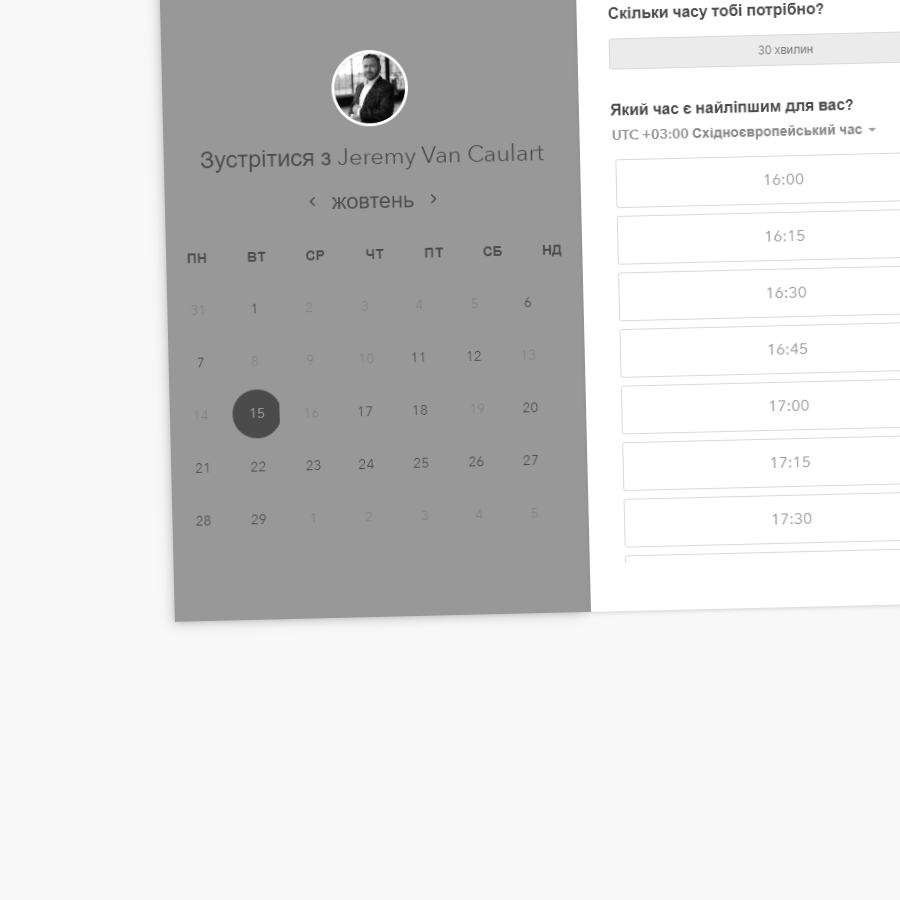 Зустрітися з Jeremy Van Caulart
‹ жовтень ›
ПН ВТ СР ЧТ ПТ СБ НД
31 1 2 3 4 5 6
7 8 9 10 11 12 13
14 15 16 17 18 19 20
21 22 23 24 25 26 27
28 29 1 2 3 4 5
Скільки часу тобі потрібно?
30 хвилин
Який час є найліпшим для вас?
UTC +03:00 Східноєвропейський час
16:00
16:15
16:30
16:45
17:00
17:15
17:30